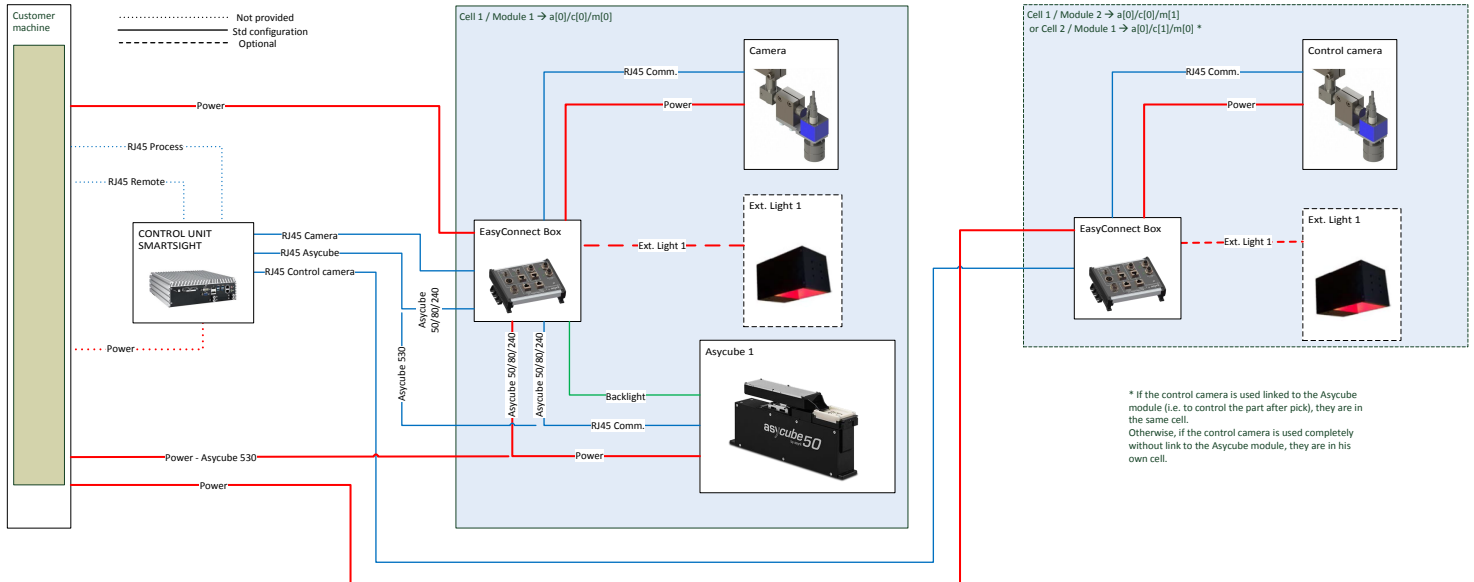 Customer
machine
Not provided
Std configuration
Optional
Cell 1 / Module 1 → a[0]/c[0]/m[0]
Cell 1 / Module 2 → a[0]/c[0]/m[1]
or Cell 2 / Module 1 → a[0]/c[1]/m[0] *
Camera
RJ45 Comm.
Power
Control camera
RJ45 Comm.
Power
Power
RJ45 Process
RJ45 Remote
CONTROL UNIT
SMARTSIGHT
RJ45 Camera
RJ45 Asycube
RJ45 Control camera
Power
EasyConnect Box
Ext. Light 1
Ext. Light 1
EasyConnect Box
Ext. Light 1
Ext. Light 1
Asycube
50/80/240
Asycube 530
Asycube 50/80/240
Asycube 50/80/240
Asycube 1
asycube50
Backlight
RJ45 Comm.
Power
Power - Asycube 530
Power
* If the control camera is used linked to the Asycube
module (i.e. to control the part after pick), they are in
the same cell.
Otherwise, if the control camera is used completely
without link to the Asycube module, they are in his
own cell.